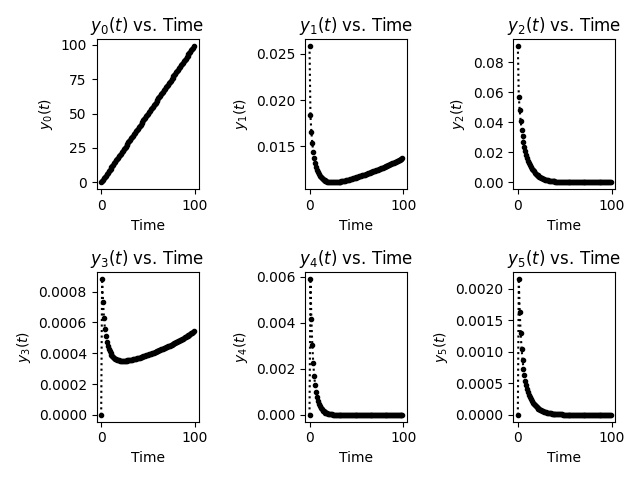 y₀(t) vs. Time
y₁(t) vs. Time
y₂(t) vs. Time
y₀(t)
100
75
50
25
0
0
100
Time
y₁(t)
0.025
0.020
0.015
0
100
Time
y₂(t)
0.08
0.06
0.04
0.02
0.00
0
100
Time
y₃(t) vs. Time
y₄(t) vs. Time
y₅(t) vs. Time
y₃(t)
0.0008
0.0006
0.0004
0.0002
0.0000
0
100
Time
y₄(t)
0.006
0.004
0.002
0.000
0
100
Time
y₅(t)
0.0020
0.0015
0.0010
0.0005
0.0000
0
100
Time